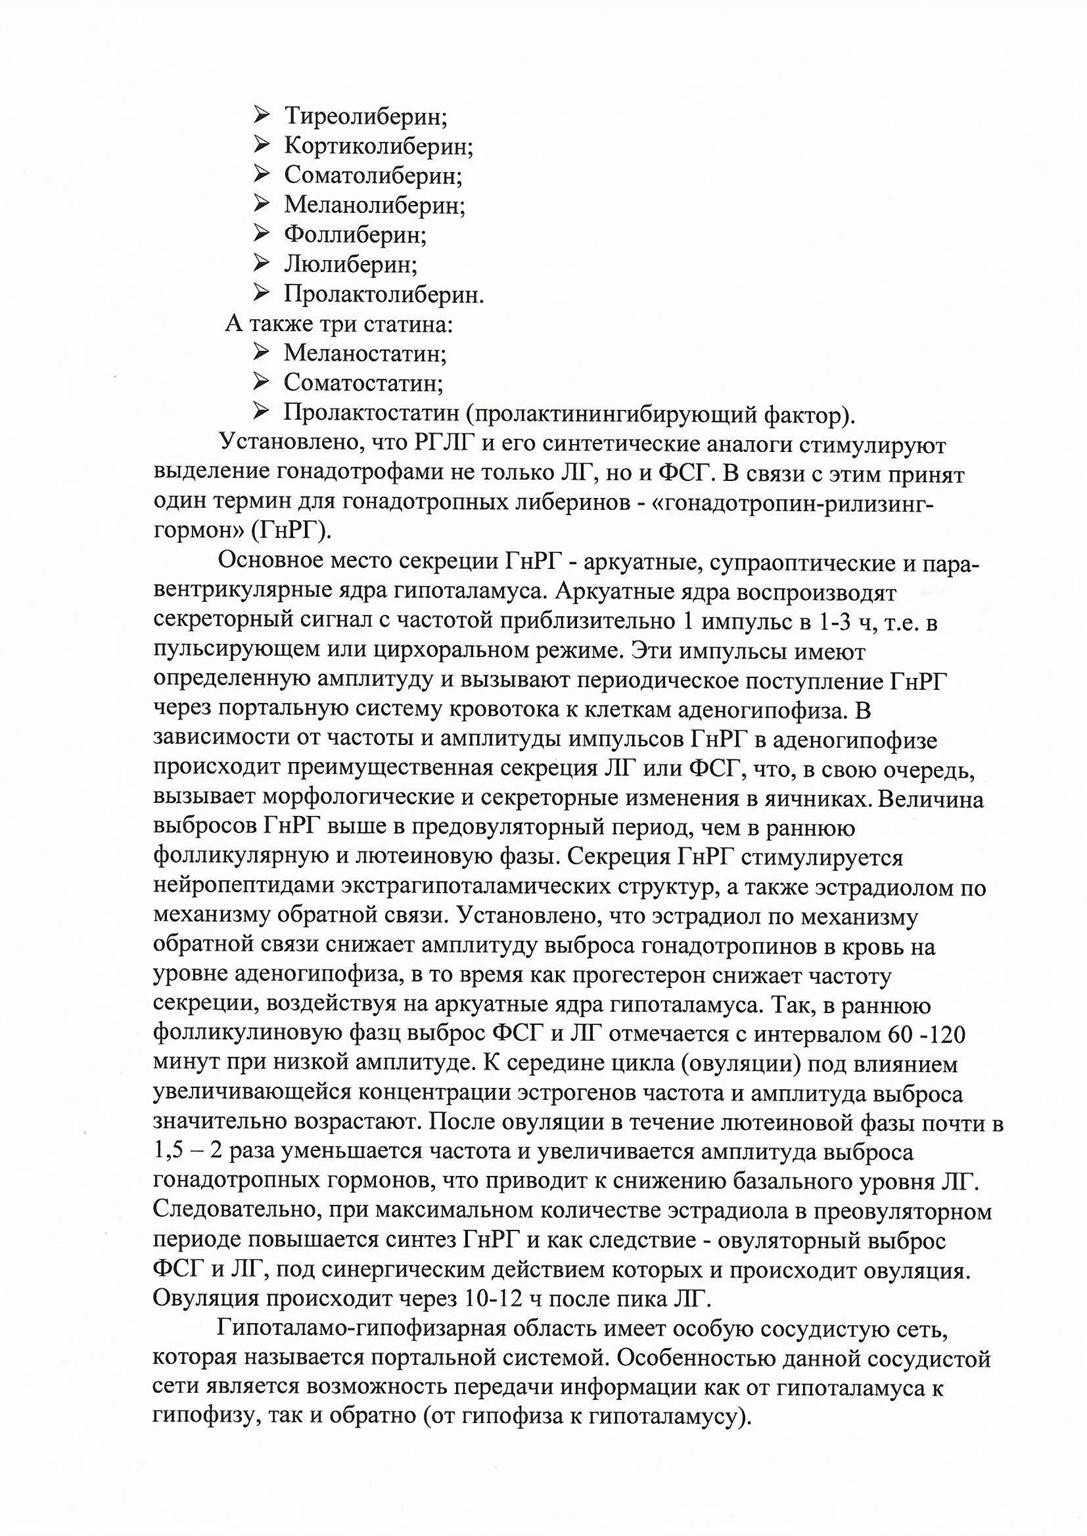 ➢ Тиреолиберин;
➢ Кортиколиберин;
➢ Соматолиберин;
➢ Меланолиберин;
➢ Фоллиберин;
➢ Люлиберин;
➢ Пролактолиберин.
А также три статина:
➢ Меланостатин;
➢ Соматостатин;
➢ Пролактостатин (пролактинингибирующий фактор).
Установлено, что РГЛГ и его синтетические аналоги стимулируют
выделение гонадотрофами не только ЛГ, но и ФСГ. В связи с этим принят
один термин для гонадотропных либеринов - «гонадотропин-рилизинг-
гормон» (ГнРГ).
Основное место секреции ГнРГ - аркуатные, супраоптические и пара-
вентрикулярные ядра гипоталамуса. Аркуатные ядра воспроизводят
секреторный сигнал с частотой приблизительно 1 импульс в 1-3 ч, т.е. в
пульсирующем или цирхоральном режиме. Эти импульсы имеют
определенную амплитуду и вызывают периодическое поступление ГнРГ
через портальную систему кровотока к клеткам аденогипофиза. В
зависимости от частоты и амплитуды импульсов ГнРГ в аденогипофизе
происходит преимущественная секреция ЛГ или ФСГ, что, в свою очередь,
вызывает морфологические и секреторные изменения в яичниках. Величина
выбросов ГнРГ выше в предовуляторный период, чем в раннюю
фолликулярную и лютеиновую фазы. Секреция ГнРГ стимулируется
нейропептидами экстрагипоталамических структур, а также эстрадиолом по
механизму обратной связи. Установлено, что эстрадиол по механизму
обратной связи снижает амплитуду выброса гонадотропинов в кровь на
уровне аденогипофиза, в то время как прогестерон снижает частоту
секреции, воздействуя на аркуатные ядра гипоталамуса. Так, в раннюю
фолликулиновую фазц выброс ФСГ и ЛГ отмечается с интервалом 60 -120
минут при низкой амплитуде. К середине цикла (овуляции) под влиянием
увеличивающейся концентрации эстрогенов частота и амплитуда выброса
значительно возрастают. После овуляции в течение лютеиновой фазы почти в
1,5 – 2 раза уменьшается частота и увеличивается амплитуда выброса
гонадотропных гормонов, что приводит к снижению базального уровня ЛГ.
Следовательно, при максимальном количестве эстрадиола в преовуляторном
периоде повышается синтез ГнРГ и как следствие - овуляторный выброс
ФСГ и ЛГ, под синергическим действием которых и происходит овуляция.
Овуляция происходит через 10-12 ч после пика ЛГ.
Гипоталамо-гипофизарная область имеет особую сосудистую сеть,
которая называется портальной системой. Особенностью данной сосудистой
сети является возможность передачи информации как от гипоталамуса к
гипофизу, так и обратно (от гипофиза к гипоталамусу).